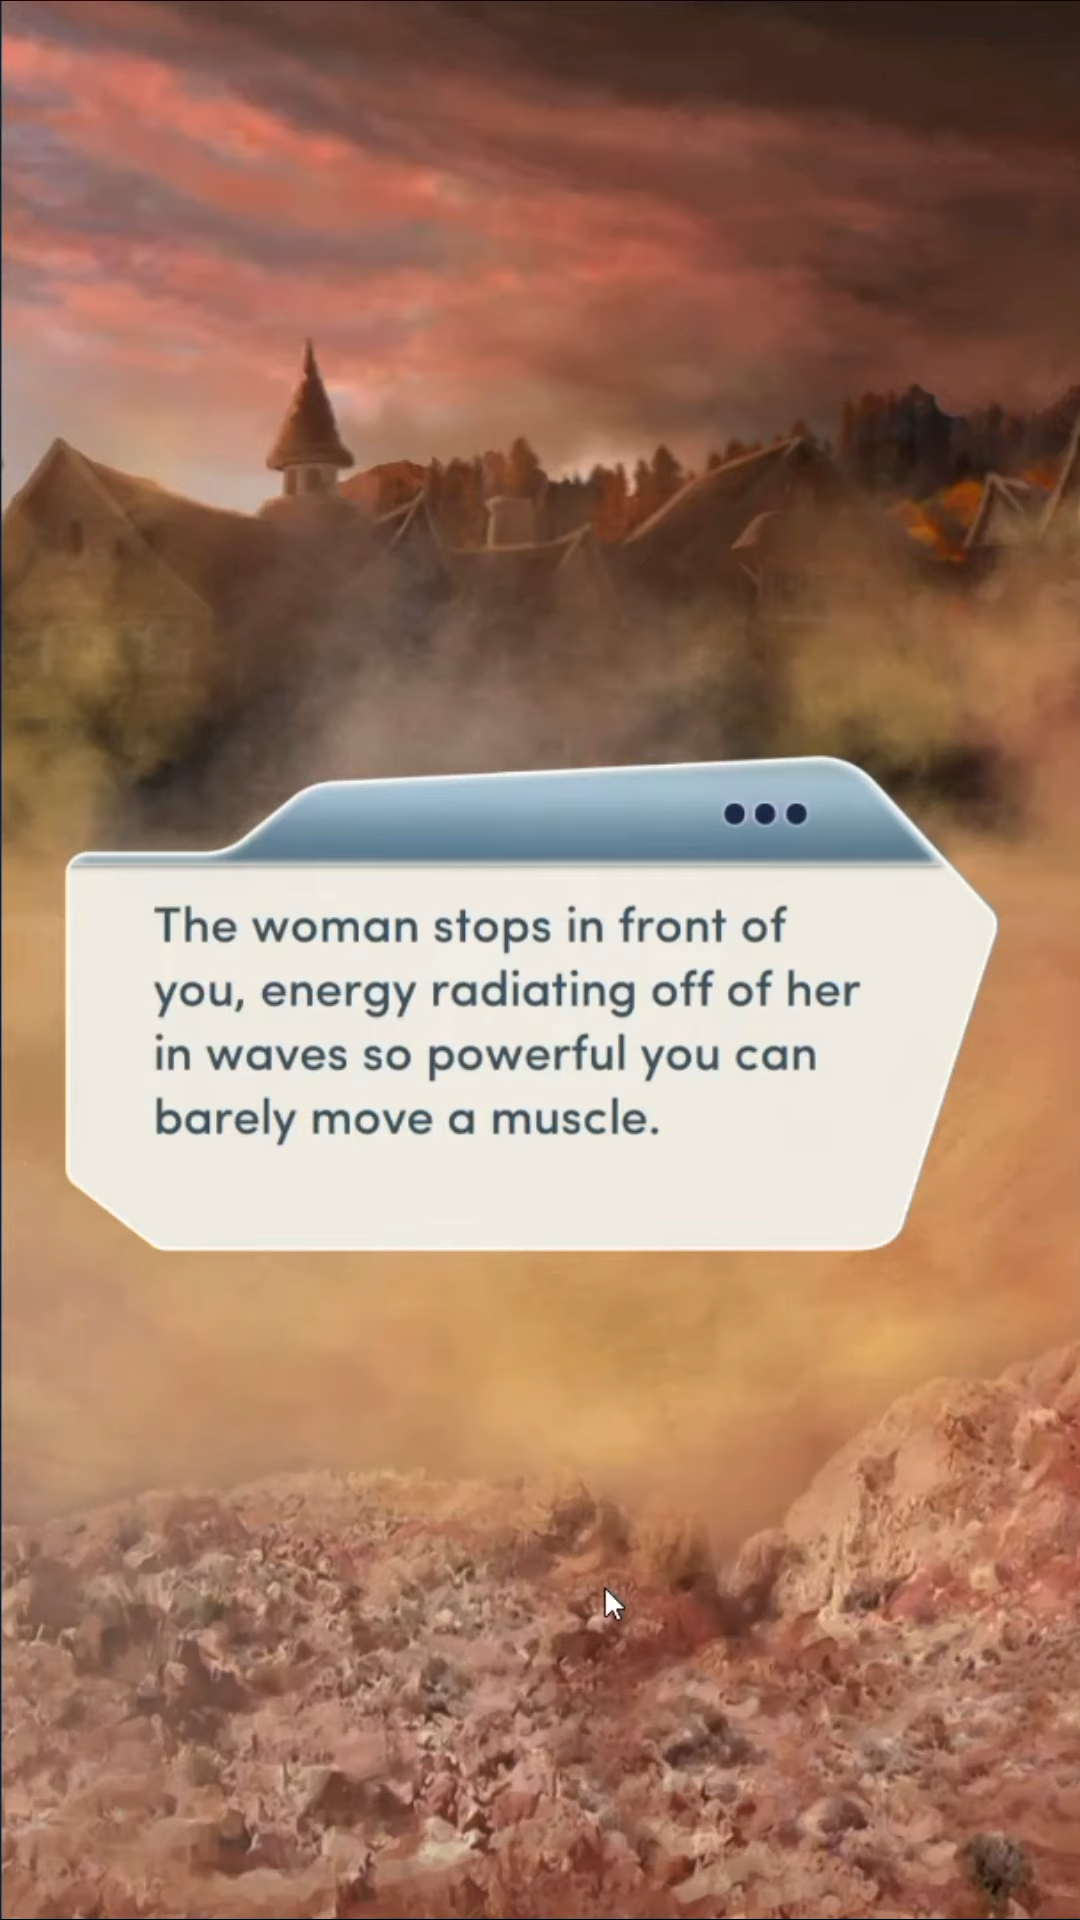 The woman stops in front of
you, energy radiating off of her
in waves so powerful you can
barely move a muscle.